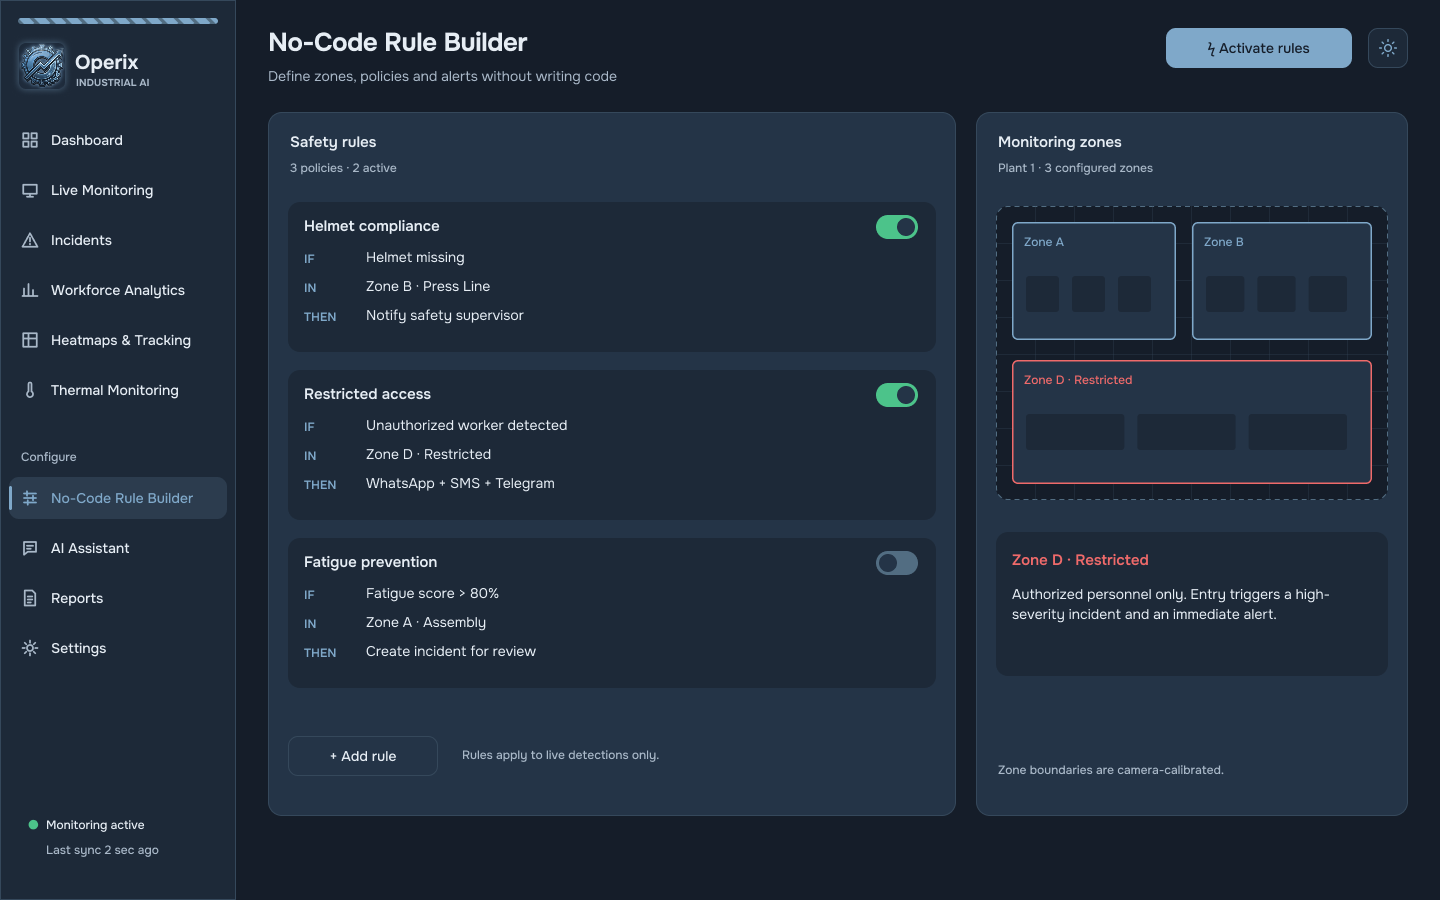 Operix
INDUSTRIAL AI
Dashboard
Live Monitoring
Incidents
Workforce Analytics
Heatmaps & Tracking
Thermal Monitoring
Configure
No-Code Rule Builder
AI Assistant
Reports
Settings
Monitoring active
Last sync 2 sec ago
No-Code Rule Builder
Define zones, policies and alerts without writing code
Activate rules
Safety rules
3 policies · 2 active
Helmet compliance
IF Helmet missing
IN Zone B · Press Line
THEN Notify safety supervisor
Restricted access
IF Unauthorized worker detected
IN Zone D · Restricted
THEN WhatsApp + SMS + Telegram
Fatigue prevention
IF Fatigue score > 80%
IN Zone A · Assembly
THEN Create incident for review
+ Add rule
Rules apply to live detections only.
Monitoring zones
Plant 1 · 3 configured zones
Zone A
Zone B
Zone D · Restricted
Zone D · Restricted
Authorized personnel only. Entry triggers a high-
severity incident and an immediate alert.
Zone boundaries are camera-calibrated.